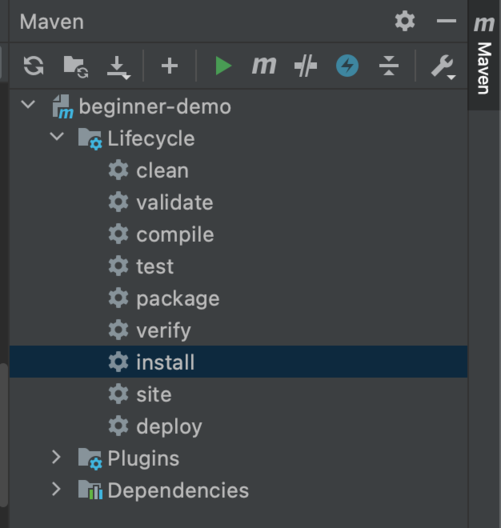 Maven
m
Maven
m
beginner-demo
Lifecycle
clean
validate
compile
test
package
verify
install
site
deploy
Plugins
Dependencies